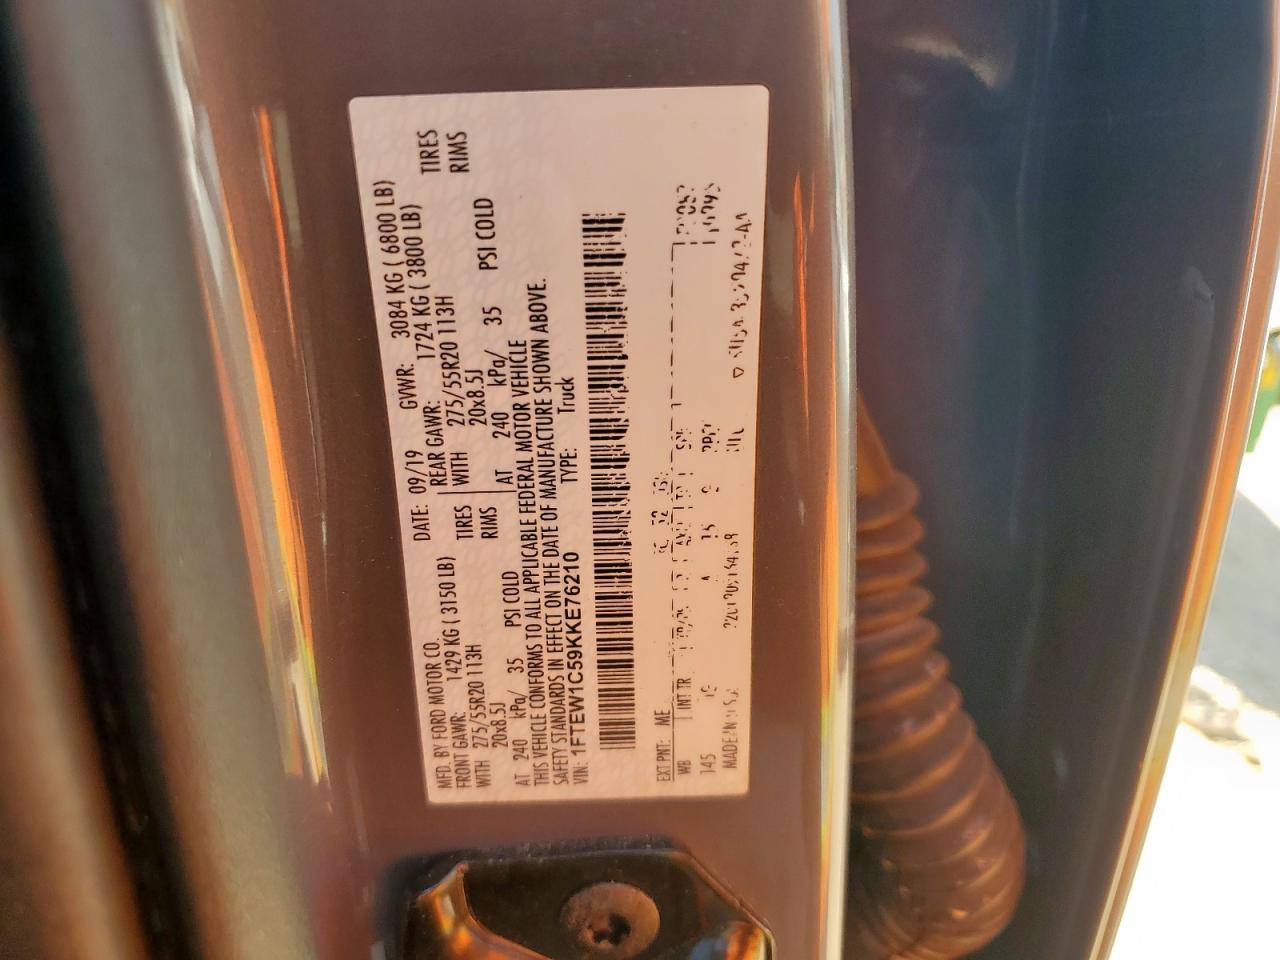 MFD. BY FORD MOTOR CO.
DATE: 09/19 GVWR: 3084 KG ( 6800 LB)
FRONT GAWR: 1429 KG ( 3150 LB)
REAR GAWR: 1724 KG ( 3800 LB)
WITH 275/55R20 113H TIRES
WITH 275/55R20 113H TIRES
20x8.5J RIMS
20x8.5J RIMS
AT 240 kPa/ 35 PSI COLD
AT 240 kPa/ 35 PSI COLD
THIS VEHICLE CONFORMS TO ALL APPLICABLE FEDERAL MOTOR VEHICLE
SAFETY STANDARDS IN EFFECT ON THE DATE OF MANUFACTURE SHOWN ABOVE.
VIN: 1FTEW1C59KKE76210 TYPE: Truck
EXT PNT: ME
WB INT TR
145
MADE IN